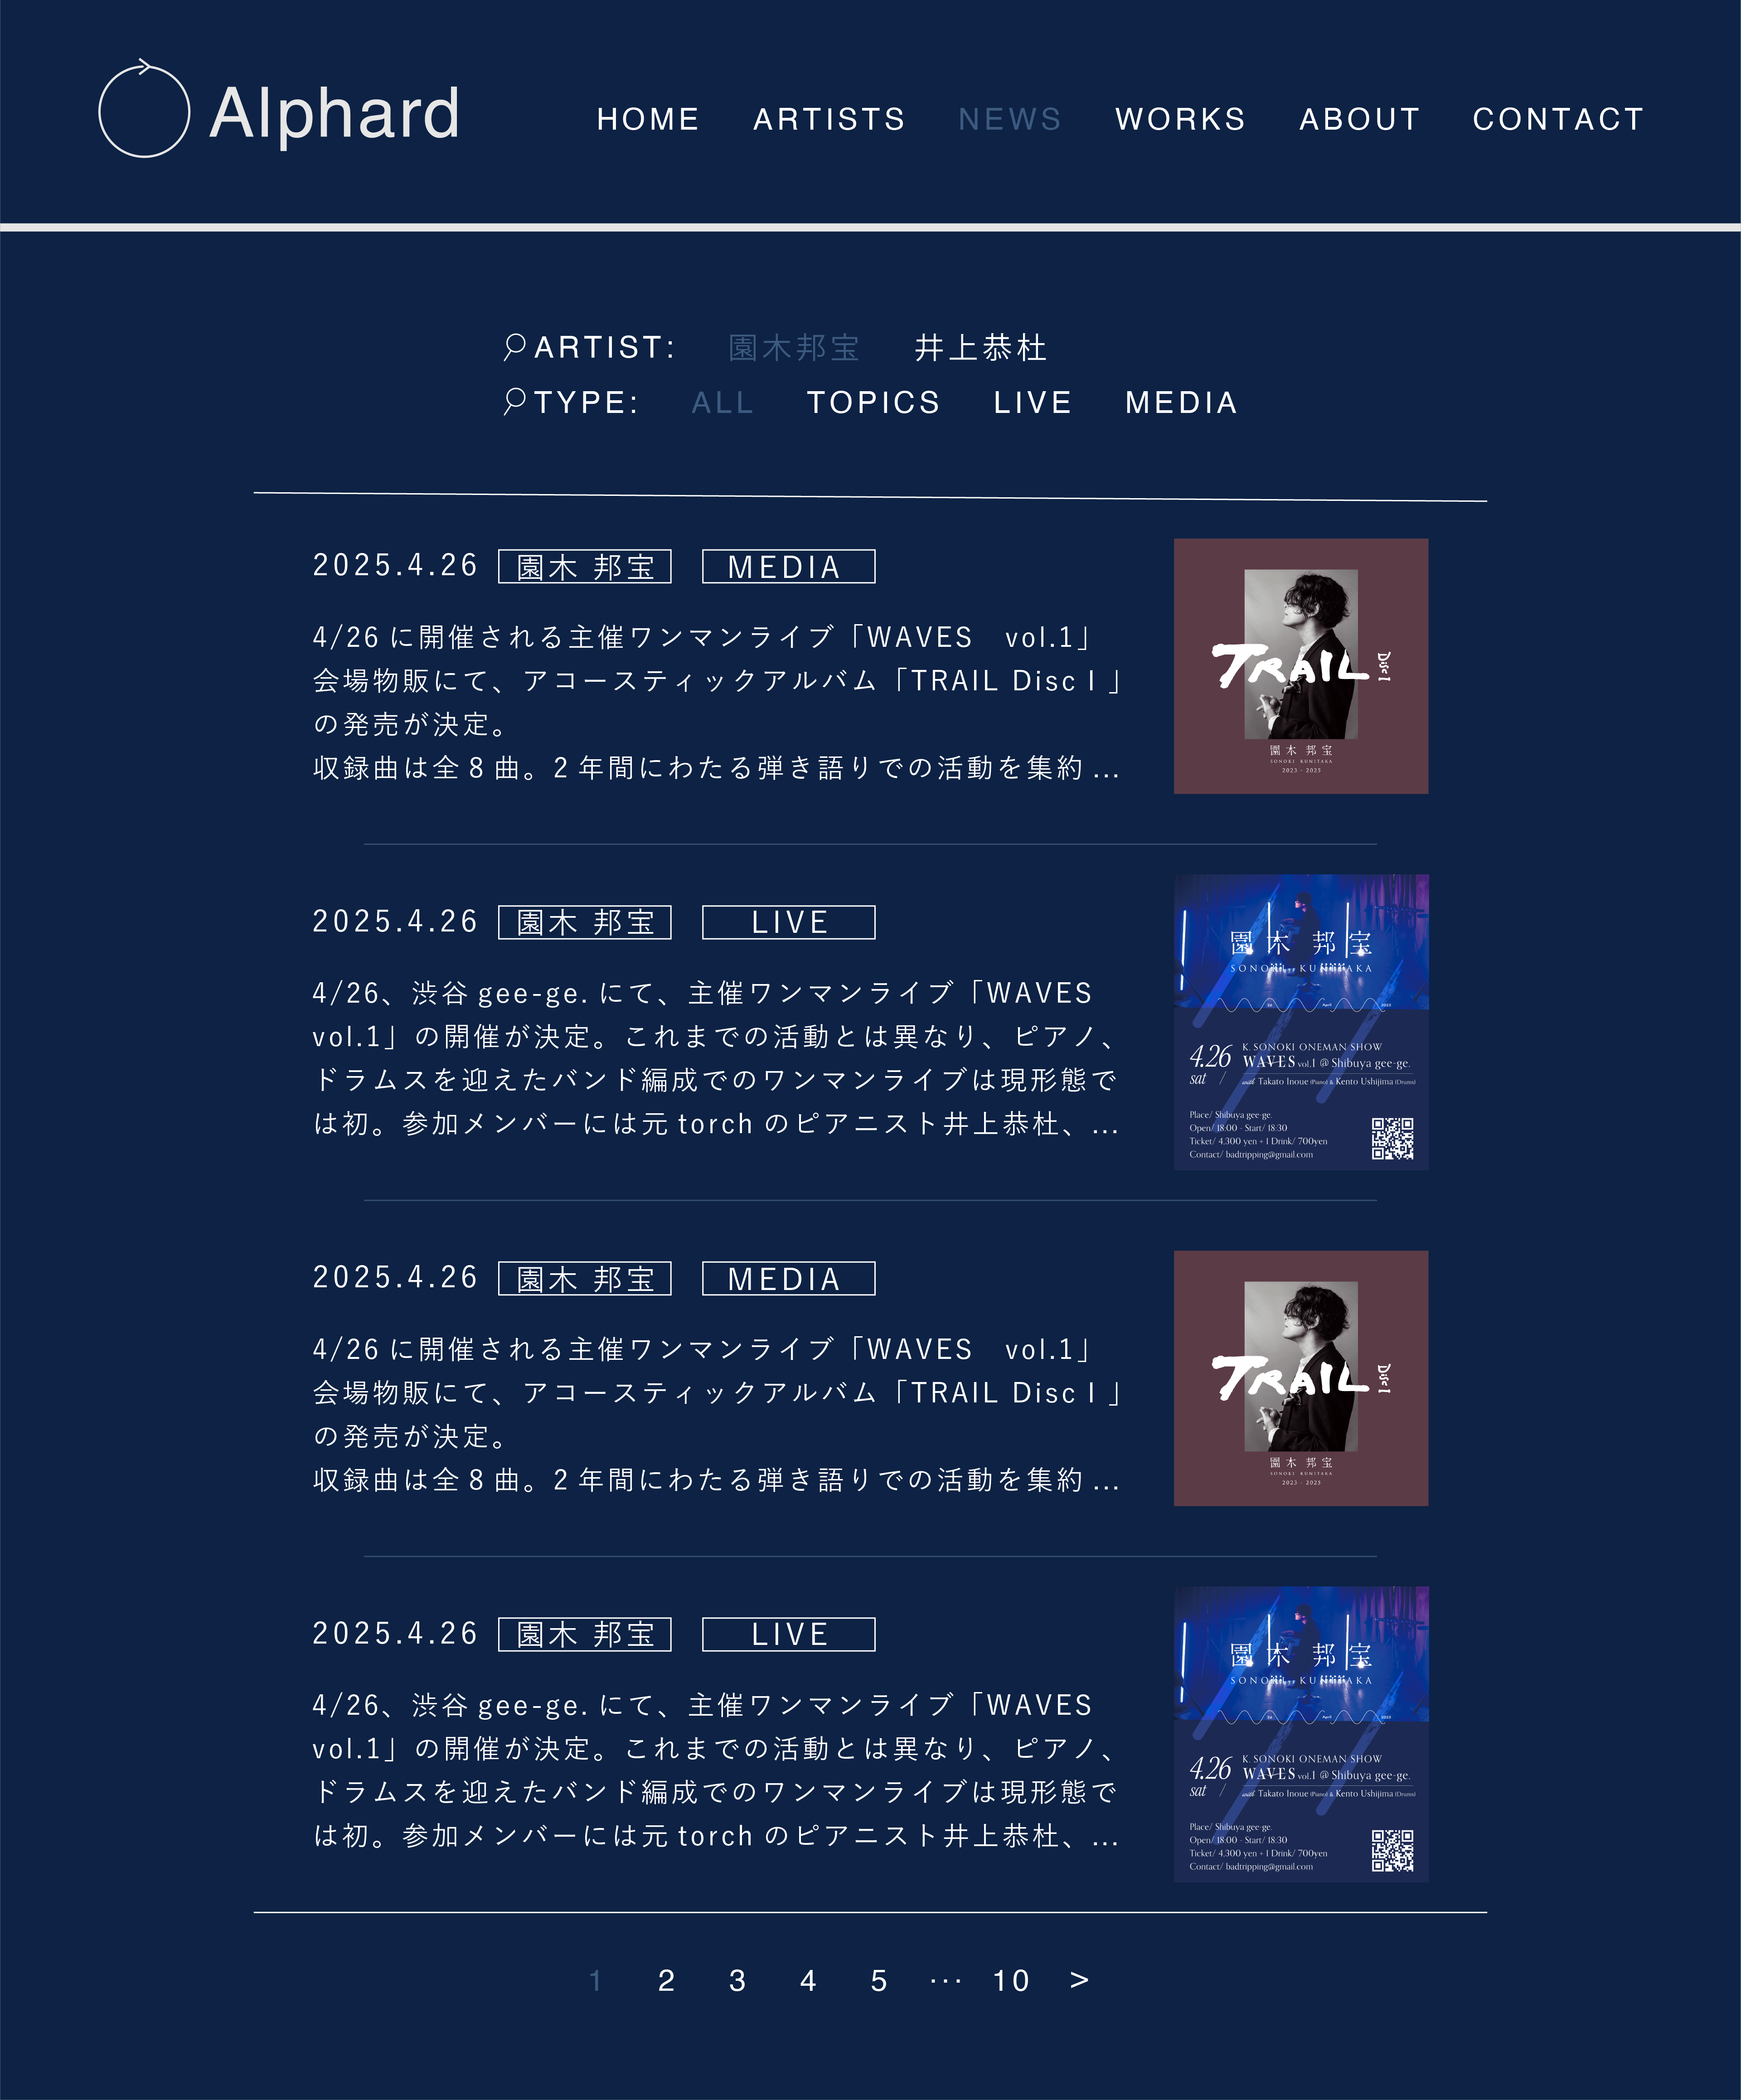 Alphard
HOME ARTISTS NEWS WORKS ABOUT CONTACT
ARTIST: 園木邦宝 井上恭杜
TYPE: ALL TOPICS LIVE MEDIA
2025.4.26 園木 邦宝 MEDIA
4/26 に開催される主催ワンマンライブ「WAVES　vol.1」
会場物販にて、アコースティックアルバム「TRAIL Disc I 」
の発売が決定。
収録曲は全 8 曲。2 年間にわたる弾き語りでの活動を集約 ...
TRAIL Disc I
園木 邦宝
SONOKI KUNITAKA
2023 - 2025
2025.4.26 園木 邦宝 LIVE
4/26、渋谷 gee-ge. にて、主催ワンマンライブ「WAVES
vol.1」の開催が決定。これまでの活動とは異なり、ピアノ、
ドラムスを迎えたバンド編成でのワンマンライブは現形態で
は初。参加メンバーには元 torch のピアニスト井上恭杜、...
園木 邦宝
SONOKI KUNITAKA
26 April 2025
4.26 K. SONOKI ONEMAN SHOW
WAVES vol.1 @ Shibuya gee-ge.
sat / with Takato Inoue (Piano) & Kento Ushijima (Drums)
Place/ Shibuya gee-ge.
Open/ 18:00 - Start/ 18:30
Ticket/ 4,300 yen + 1 Drink/ 700yen
Contact/ badtripping@gmail.com
2025.4.26 園木 邦宝 MEDIA
4/26 に開催される主催ワンマンライブ「WAVES　vol.1」
会場物販にて、アコースティックアルバム「TRAIL Disc I 」
の発売が決定。
収録曲は全 8 曲。2 年間にわたる弾き語りでの活動を集約 ...
TRAIL Disc I
園木 邦宝
SONOKI KUNITAKA
2023 - 2025
2025.4.26 園木 邦宝 LIVE
4/26、渋谷 gee-ge. にて、主催ワンマンライブ「WAVES
vol.1」の開催が決定。これまでの活動とは異なり、ピアノ、
ドラムスを迎えたバンド編成でのワンマンライブは現形態で
は初。参加メンバーには元 torch のピアニスト井上恭杜、...
園木 邦宝
SONOKI KUNITAKA
26 April 2025
4.26 K. SONOKI ONEMAN SHOW
WAVES vol.1 @ Shibuya gee-ge.
sat / with Takato Inoue (Piano) & Kento Ushijima (Drums)
Place/ Shibuya gee-ge.
Open/ 18:00 - Start/ 18:30
Ticket/ 4,300 yen + 1 Drink/ 700yen
Contact/ badtripping@gmail.com
1 2 3 4 5 ··· 10 >